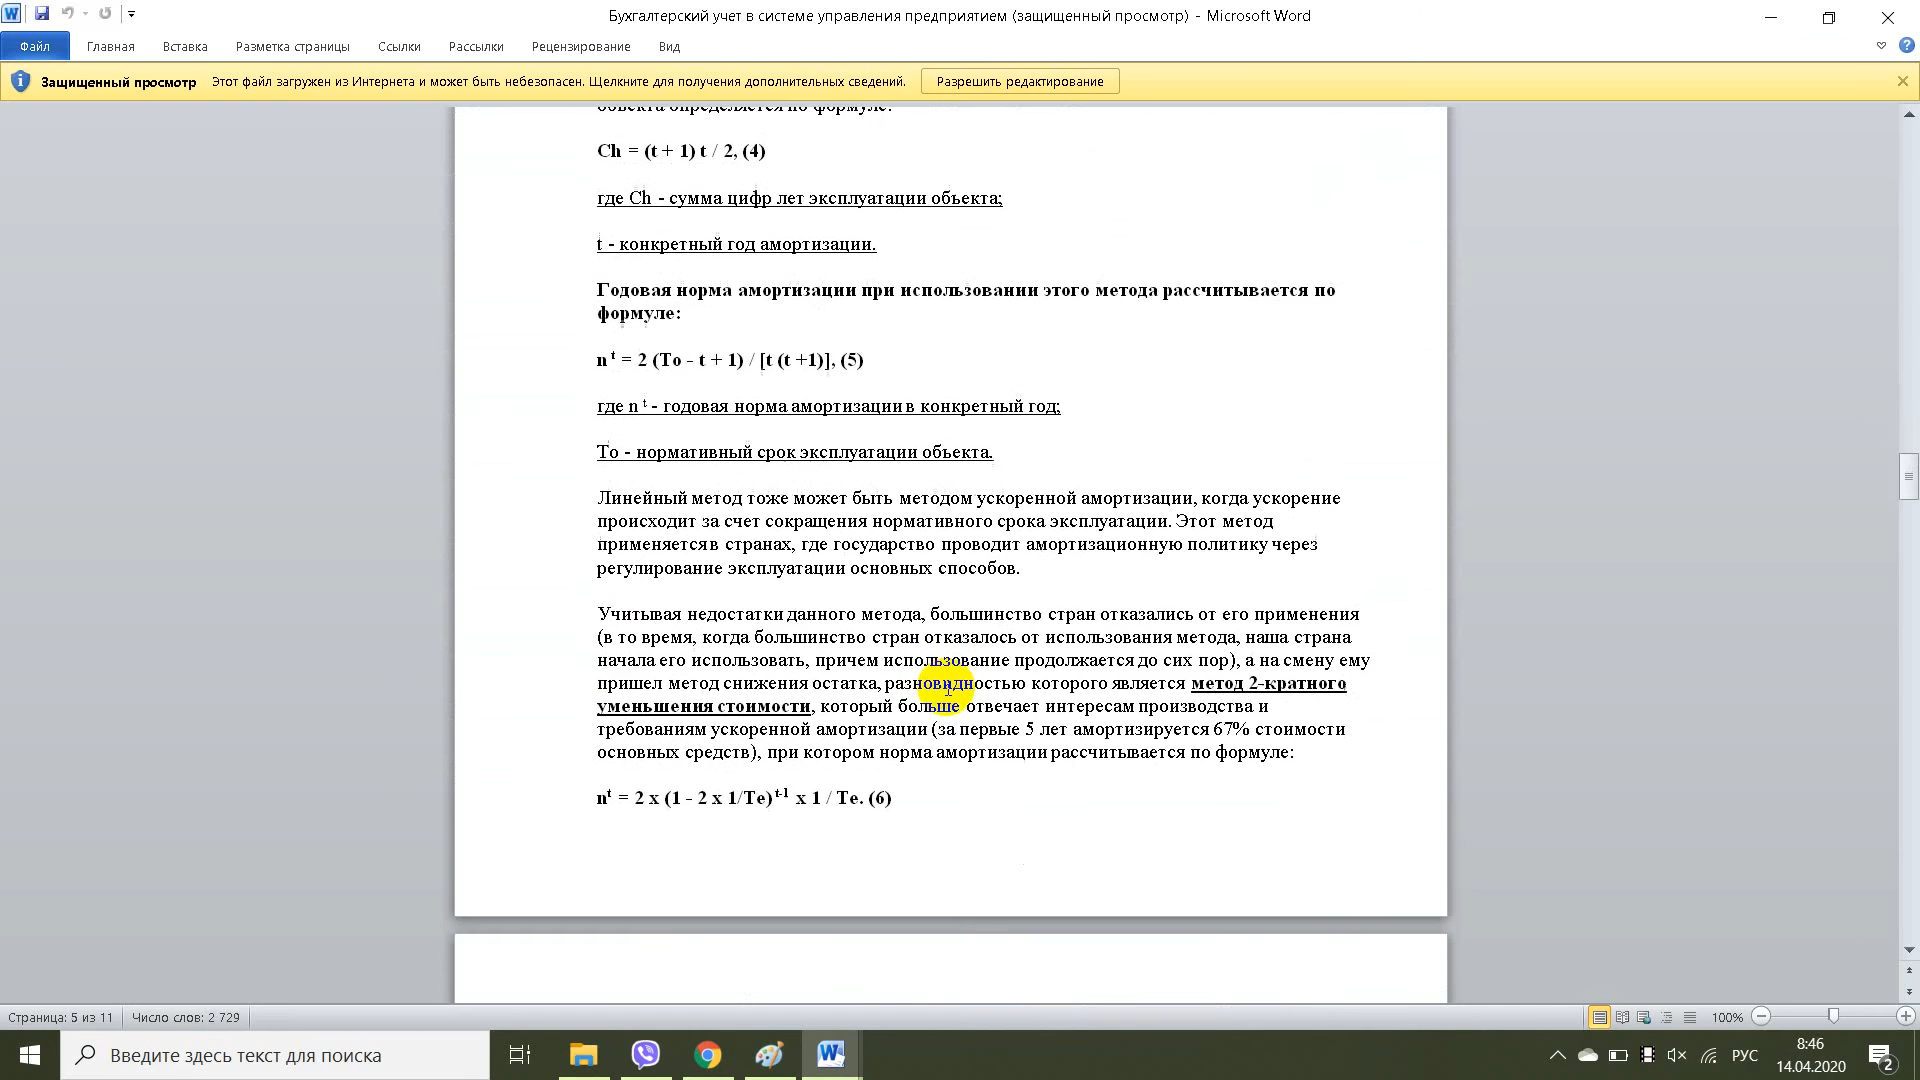 Бухгалтерский учет в системе управления предприятием (защищенный просмотр) - Microsoft Word
Файл Главная Вставка Разметка страницы Ссылки Рассылки Рецензирование Вид
Защищенный просмотр Этот файл загружен из Интернета и может быть небезопасен. Щелкните для получения дополнительных сведений. Разрешить редактирование
объекта определяется по формуле:
Ch = (t + 1) t / 2, (4)
где Ch - сумма цифр лет эксплуатации объекта;
t - конкретный год амортизации.
Годовая норма амортизации при использовании этого метода рассчитывается по
формуле:
n t = 2 (То - t + 1) / [t (t +1)], (5)
где n t - годовая норма амортизации в конкретный год;
То - нормативный срок эксплуатации объекта.
Линейный метод тоже может быть методом ускоренной амортизации, когда ускорение
происходит за счет сокращения нормативного срока эксплуатации. Этот метод
применяется в странах, где государство проводит амортизационную политику через
регулирование эксплуатации основных способов.
Учитывая недостатки данного метода, большинство стран отказались от его применения
(в то время, когда большинство стран отказалось от использования метода, наша страна
начала его использовать, причем использование продолжается до сих пор), а на смену ему
пришел метод снижения остатка, разновидностью которого является метод 2-кратного
уменьшения стоимости, который больше отвечает интересам производства и
требованиям ускоренной амортизации (за первые 5 лет амортизируется 67% стоимости
основных средств), при котором норма амортизации рассчитывается по формуле:
nt = 2 x (1 - 2 x 1/Те) t-1 x 1 / Те. (6)
Страница: 5 из 11 Число слов: 2 729 100%
Введите здесь текст для поиска РУС 8:46
14.04.2020 2